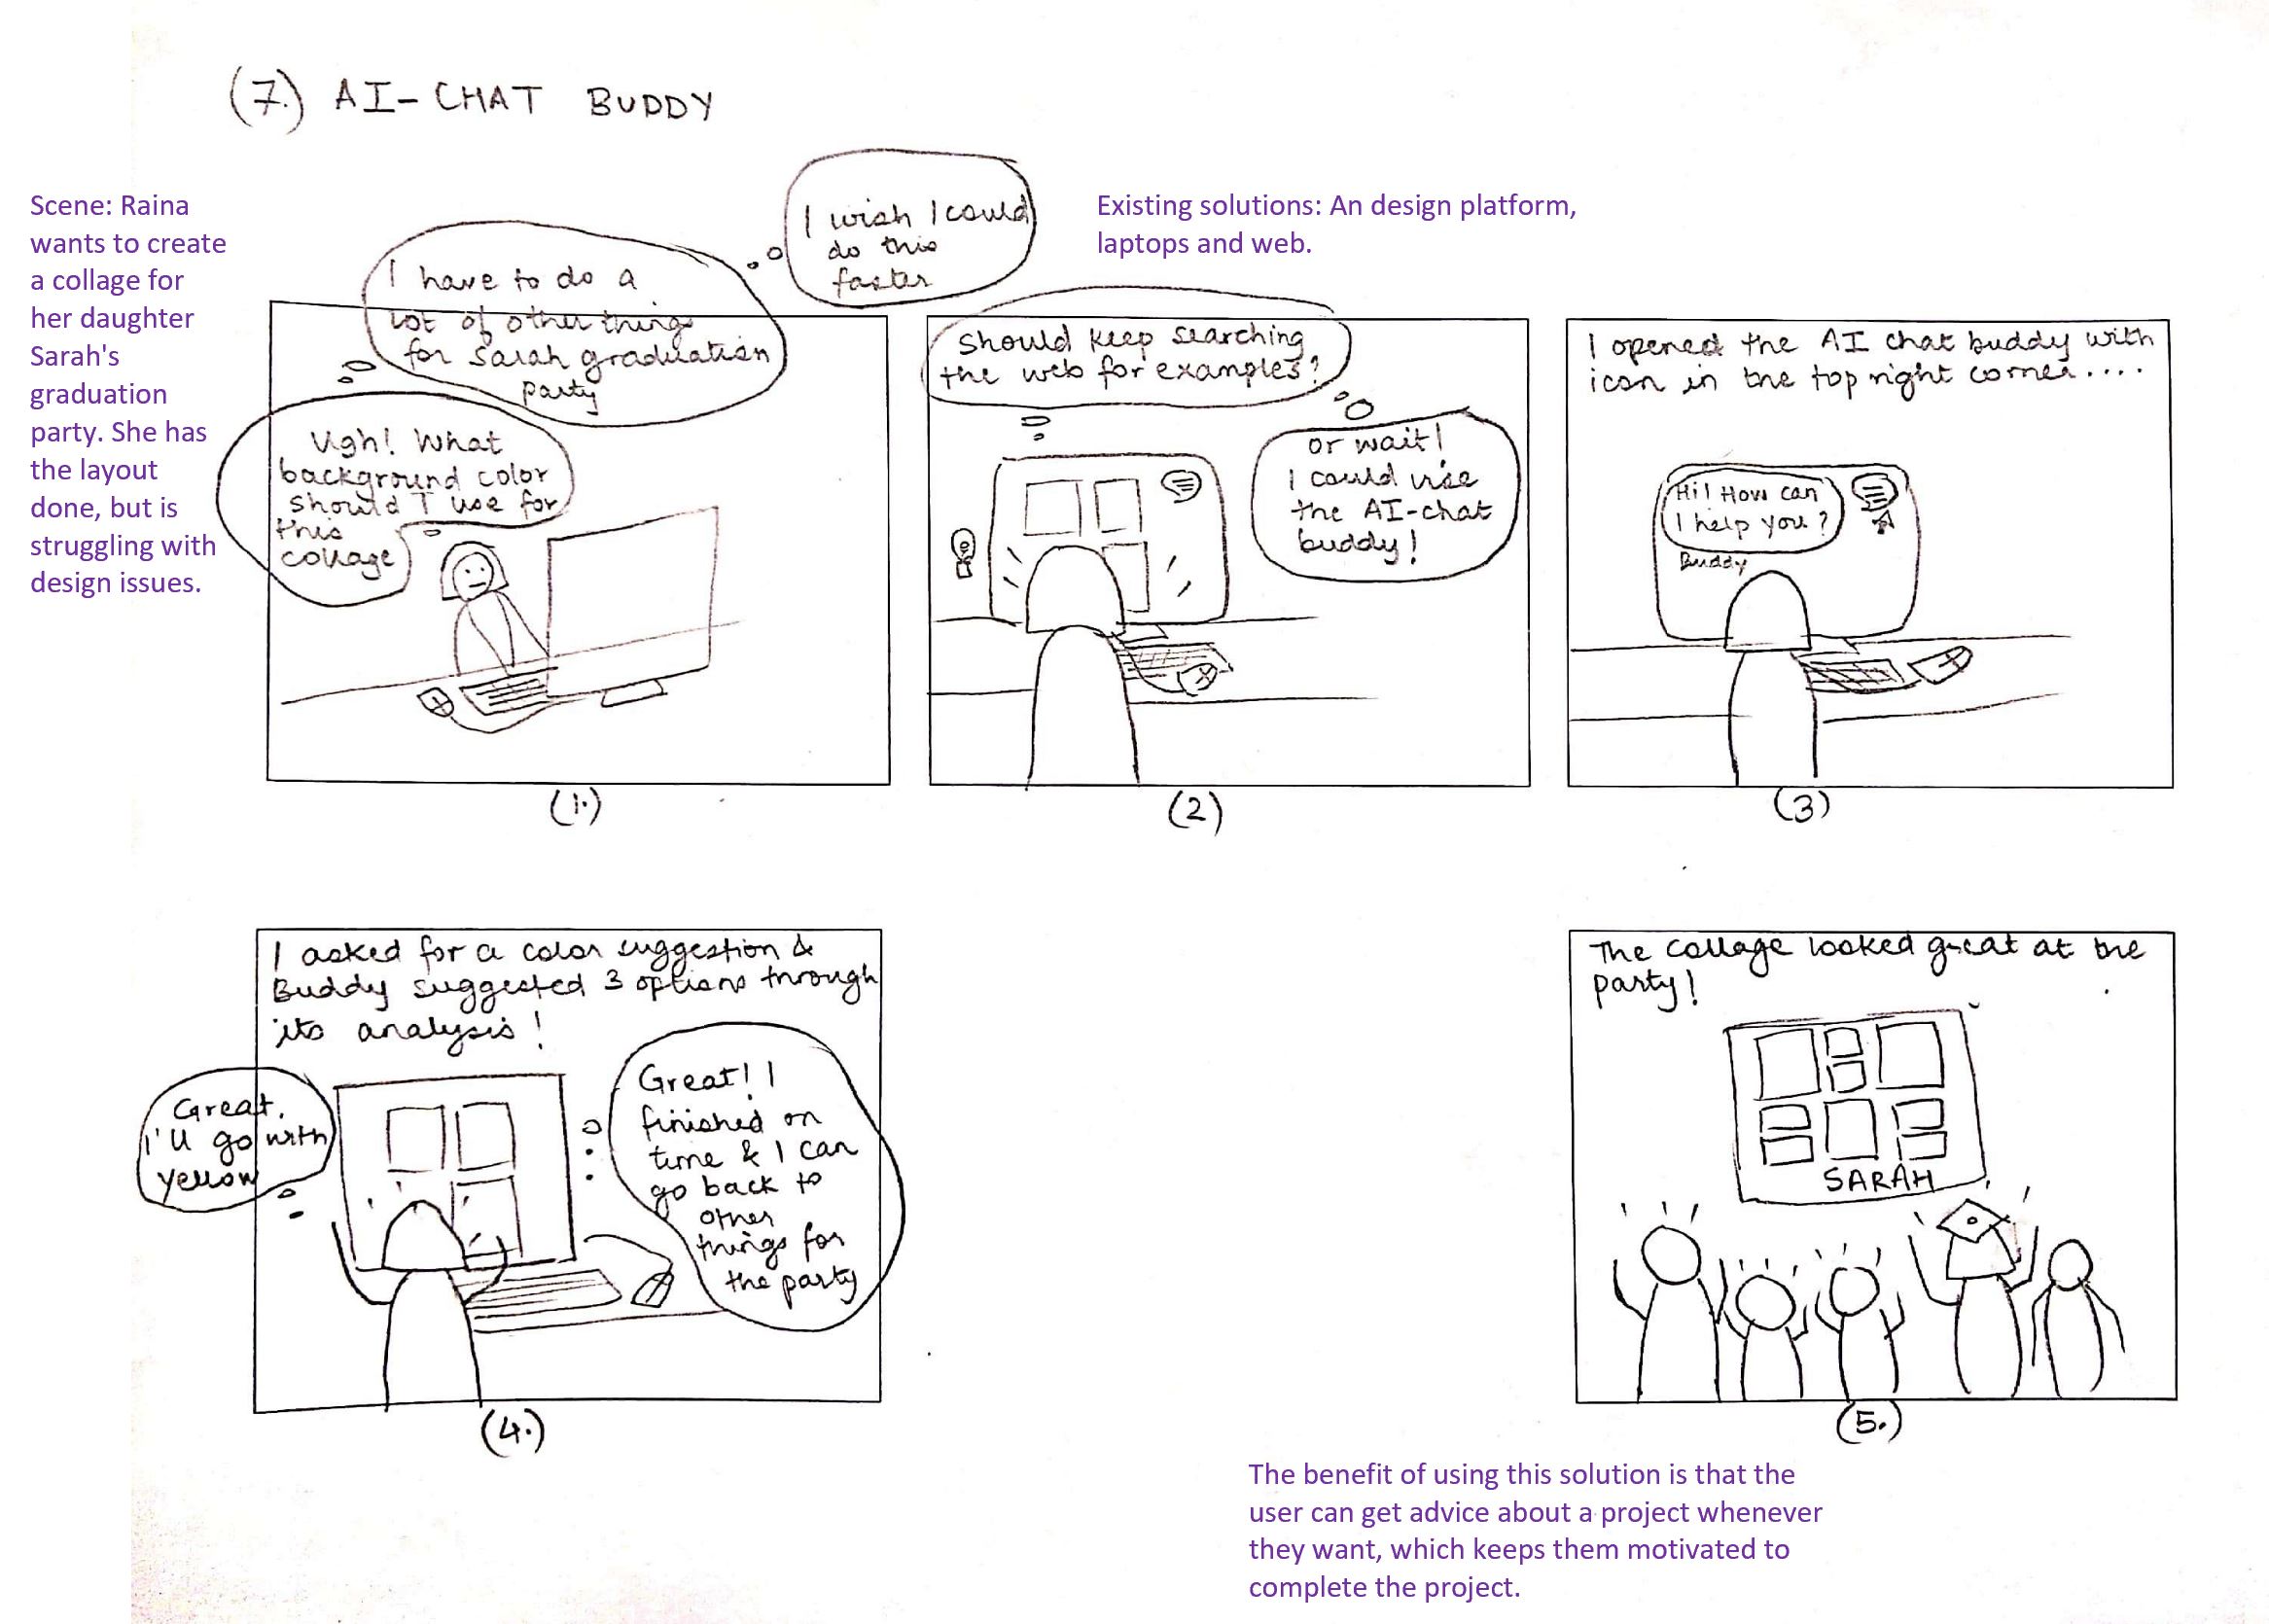 (7.) AI-CHAT BUDDY
Scene: Raina
wants to create
a collage for
her daughter
Sarah's
graduation
party. She has
the layout
done, but is
struggling with
design issues.
Existing solutions: An design platform,
laptops and web.
Ugh! What
background color
should I use for
this
collage
I have to do a
lot of other things
for Sarah graduation
party
I wish I could
do this
faster
(1.)
Should keep searching
the web for examples?
or wait!
I could use
the AI-chat
buddy!
(2)
I opened the AI chat buddy with
icon in the top right corner....
Hi! How can
I help you?
Buddy
(3)
I asked for a color suggestion &
Buddy suggested 3 options through
its analysis!
Great,
I'll go with
yellow
Great! I
finished on
time & I can
go back to
other
things for
the party
(4.)
The collage looked great at the
party!
SARAH
(5.)
The benefit of using this solution is that the
user can get advice about a project whenever
they want, which keeps them motivated to
complete the project.